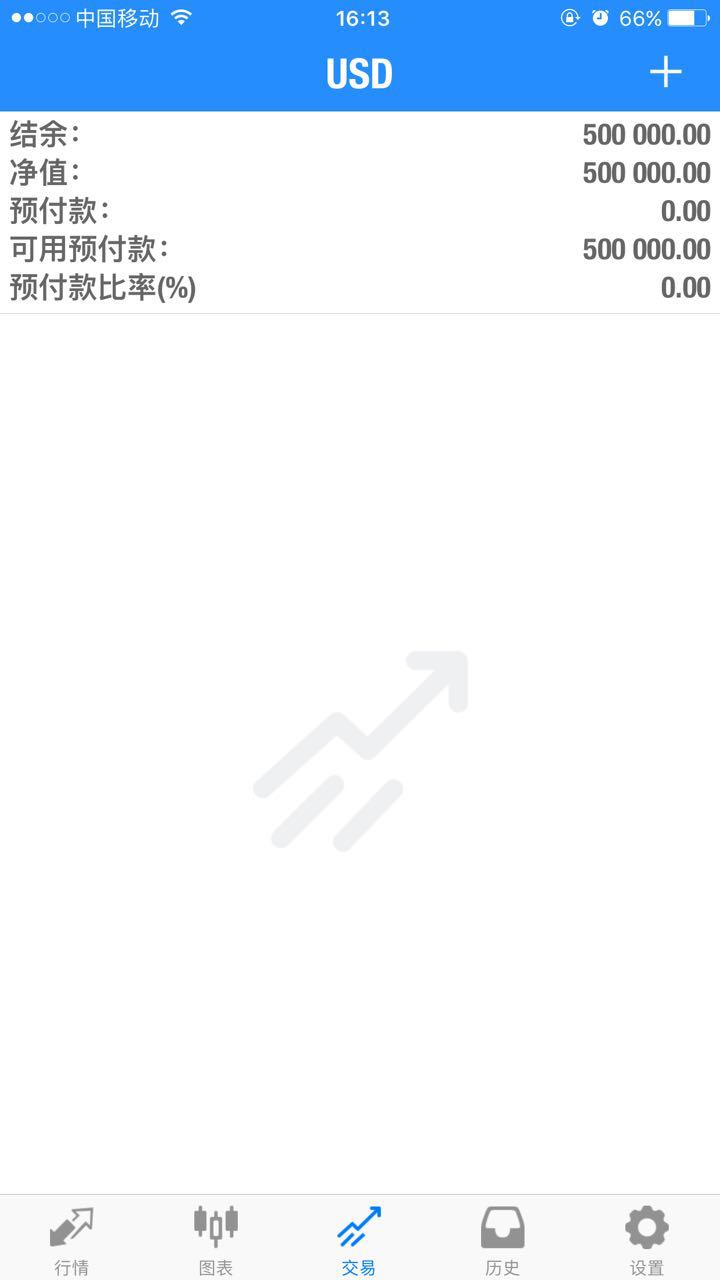 中国移动 16:13 66%
USD
结余： 500 000.00
净值： 500 000.00
预付款： 0.00
可用预付款： 500 000.00
预付款比率(%) 0.00
行情 图表 交易 历史 设置